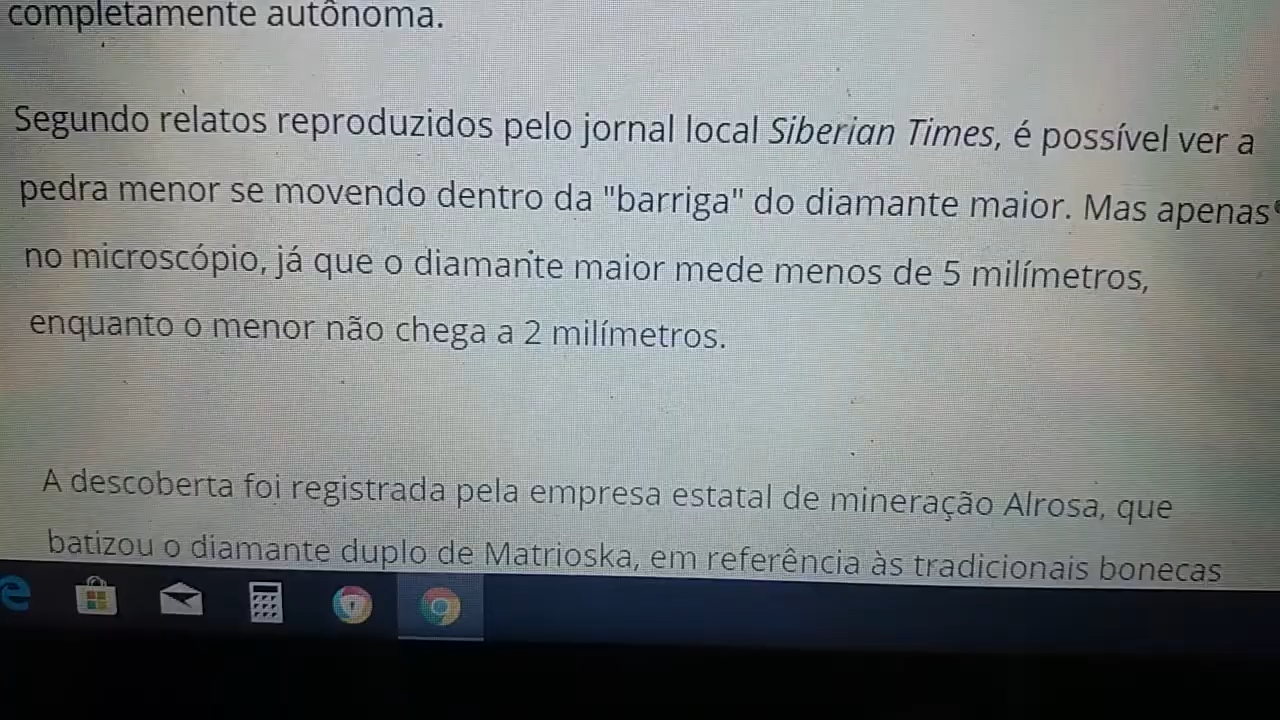 completamente autônoma.
Segundo relatos reproduzidos pelo jornal local Siberian Times, é possível ver a
pedra menor se movendo dentro da "barriga" do diamante maior. Mas apenas
no microscópio, já que o diamante maior mede menos de 5 milímetros,
enquanto o menor não chega a 2 milímetros.
A descoberta foi registrada pela empresa estatal de mineração Alrosa, que
batizou o diamante duplo de Matrioska, em referência às tradicionais bonecas